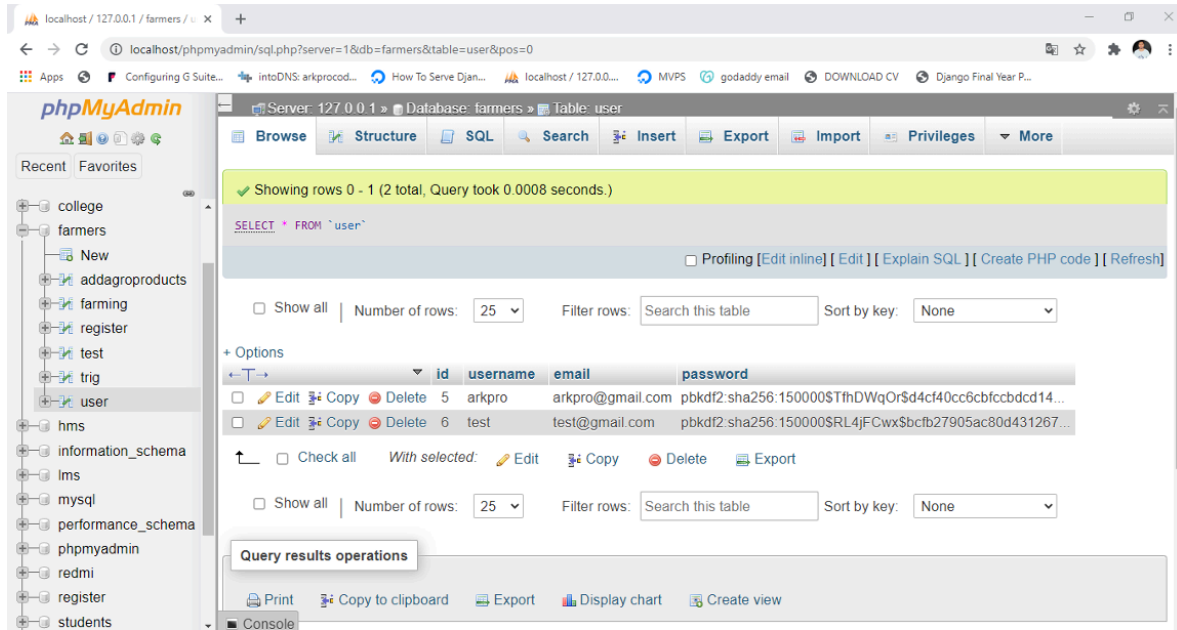 localhost / 127.0.0.1 / farmers / u
localhost/phpmyadmin/sql.php?server=1&db=farmers&table=user&pos=0
Apps Configuring G Suite... intoDNS: arkprocod... How To Serve Djan... localhost / 127.0.0.... MVPS godaddy email DOWNLOAD CV Django Final Year P...
phpMyAdmin
Recent Favorites
college
farmers
New
addagroproducts
farming
register
test
trig
user
hms
information_schema
lms
mysql
performance_schema
phpmyadmin
redmi
register
students
Server: 127.0.0.1 » Database: farmers » Table: user
Browse Structure SQL Search Insert Export Import Privileges More
Showing rows 0 - 1 (2 total, Query took 0.0008 seconds.)
SELECT * FROM `user`
Profiling [Edit inline] [ Edit ] [ Explain SQL ] [ Create PHP code ] [ Refresh]
Show all | Number of rows: 25 Filter rows: Search this table Sort by key: None
+ Options
←T→ id username email password
Edit Copy Delete 5 arkpro arkpro@gmail.com pbkdf2:sha256:150000$TfhDWqOr$d4cf40cc6cbfccbdcd14...
Edit Copy Delete 6 test test@gmail.com pbkdf2:sha256:150000$RL4jFCwx$bcfb27905ac80d431267...
Check all With selected: Edit Copy Delete Export
Show all | Number of rows: 25 Filter rows: Search this table Sort by key: None
Query results operations
Print Copy to clipboard Export Display chart Create view
Console